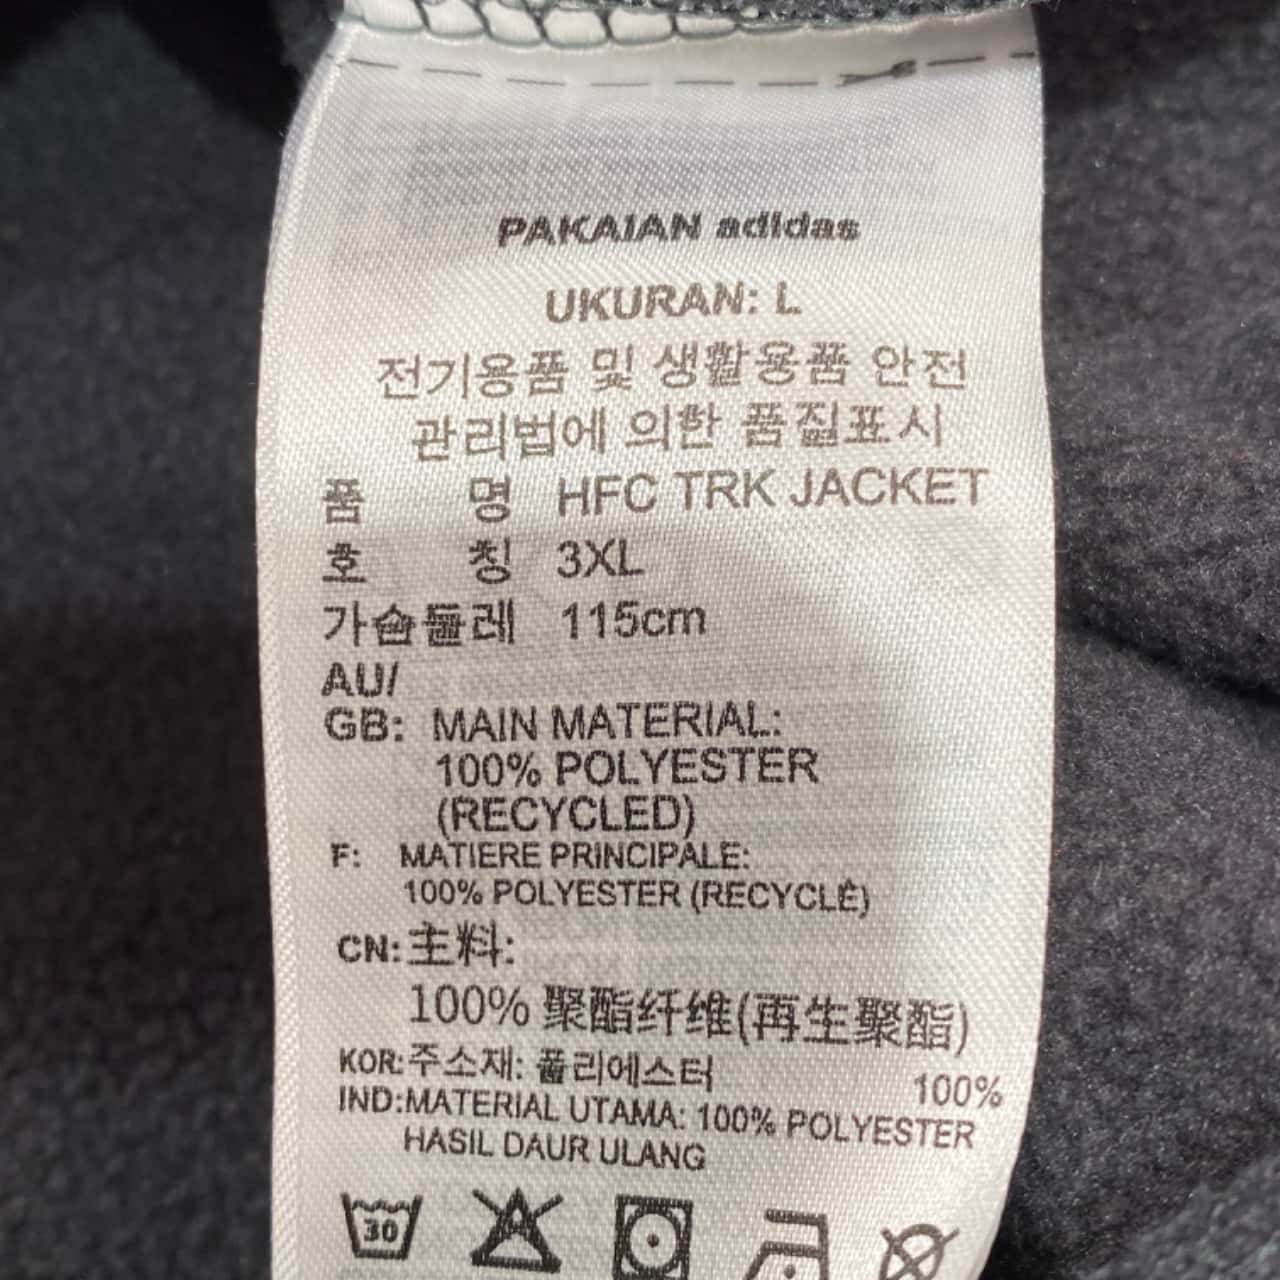 PAKAIAN adidas
UKURAN: L
전기용품 및 생활용품 안전
관리법에 의한 품질표시
품 명 HFC TRK JACKET
호 칭 3XL
가슴둘레 115cm
AU/
GB: MAIN MATERIAL:
100% POLYESTER
(RECYCLED)
F: MATIERE PRINCIPALE:
100% POLYESTER (RECYCLÉ)
CN:主料:
100% 聚酯纤维(再生聚酯)
KOR:주소재: 폴리에스터 100%
IND:MATERIAL UTAMA: 100% POLYESTER
HASIL DAUR ULANG
30